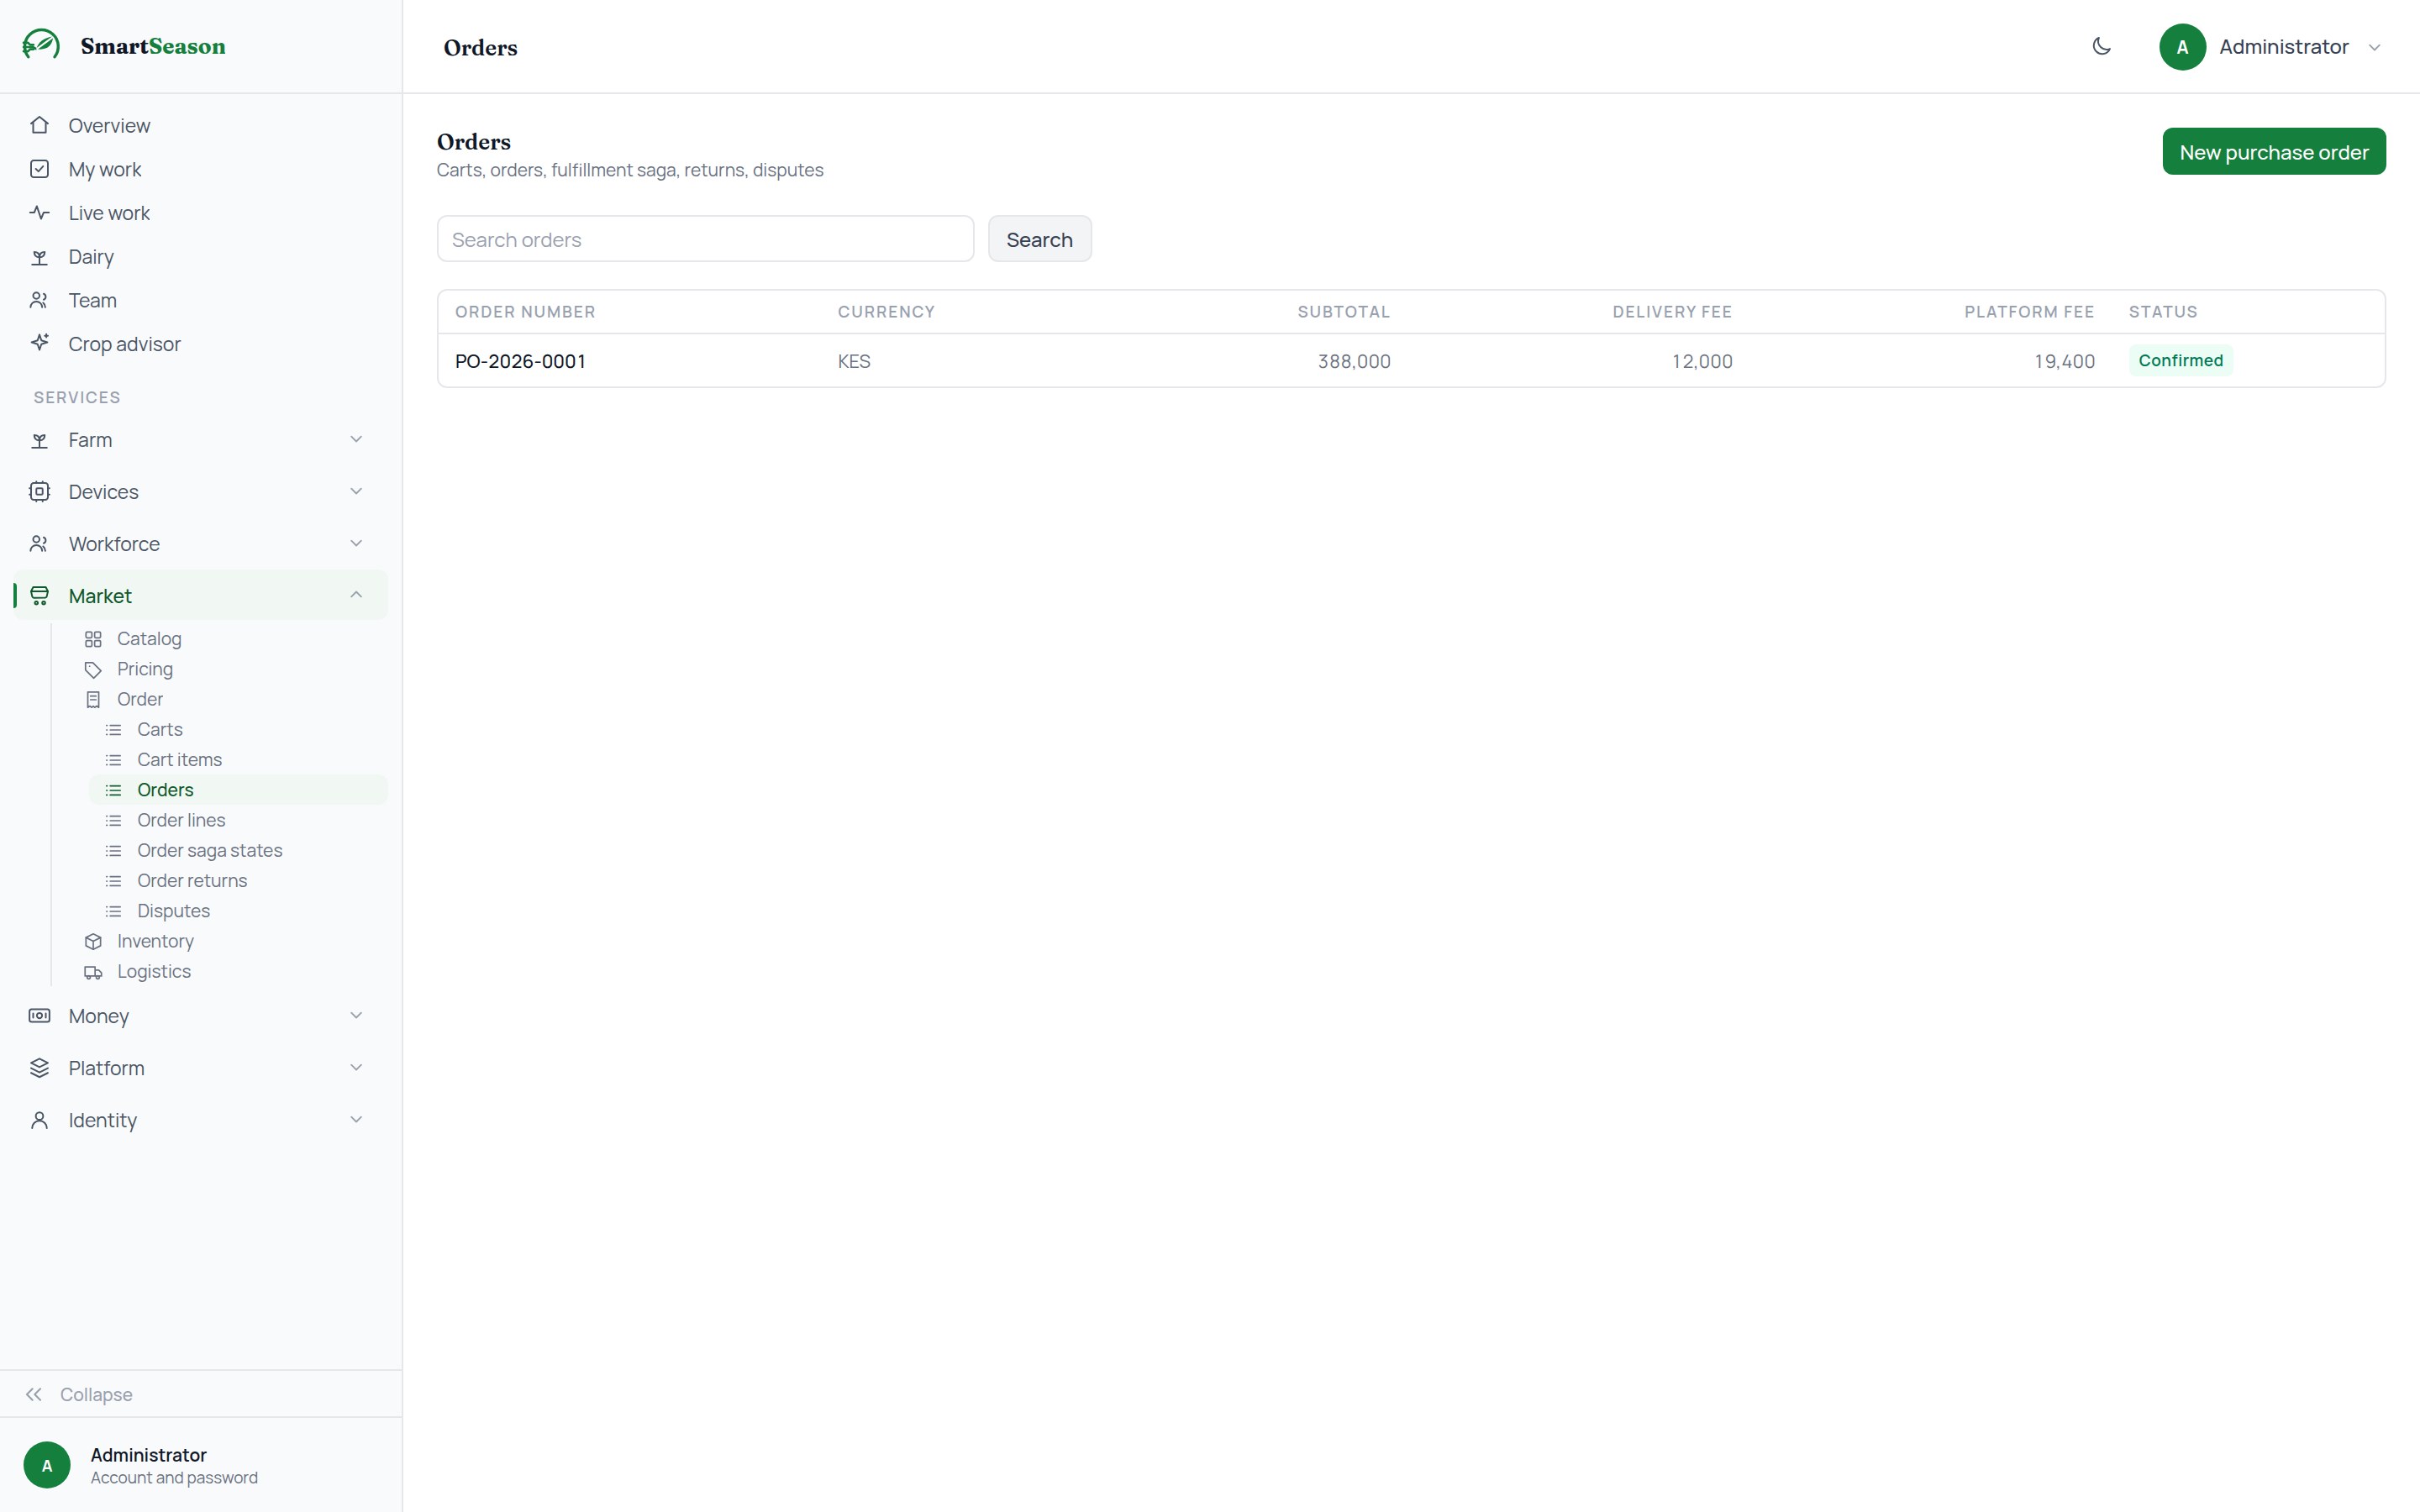 SmartSeason
Orders
A
Administrator
Overview
My work
Live work
Dairy
Team
Crop advisor
SERVICES
Farm
Devices
Workforce
Market
Catalog
Pricing
Order
Carts
Cart items
Orders
Order lines
Order saga states
Order returns
Disputes
Inventory
Logistics
Money
Platform
Identity
Collapse
A
Administrator
Account and password
Orders
Carts, orders, fulfillment saga, returns, disputes
New purchase order
Search orders
Search
ORDER NUMBER CURRENCY SUBTOTAL DELIVERY FEE PLATFORM FEE STATUS
PO-2026-0001 KES 388,000 12,000 19,400 Confirmed